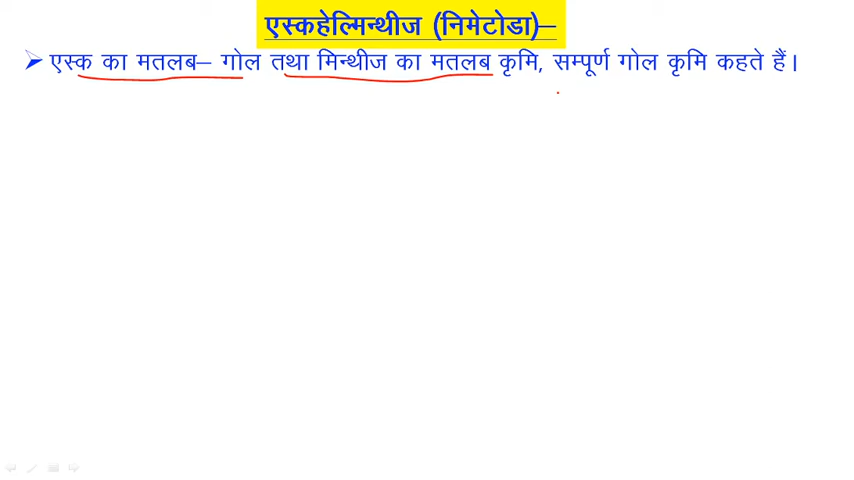 एस्कहेल्मिन्थीज (निमेटोडा)–
➢ एस्क का मतलब– गोल तथा मिन्थीज का मतलब कृमि, सम्पूर्ण गोल कृमि कहते हैं।